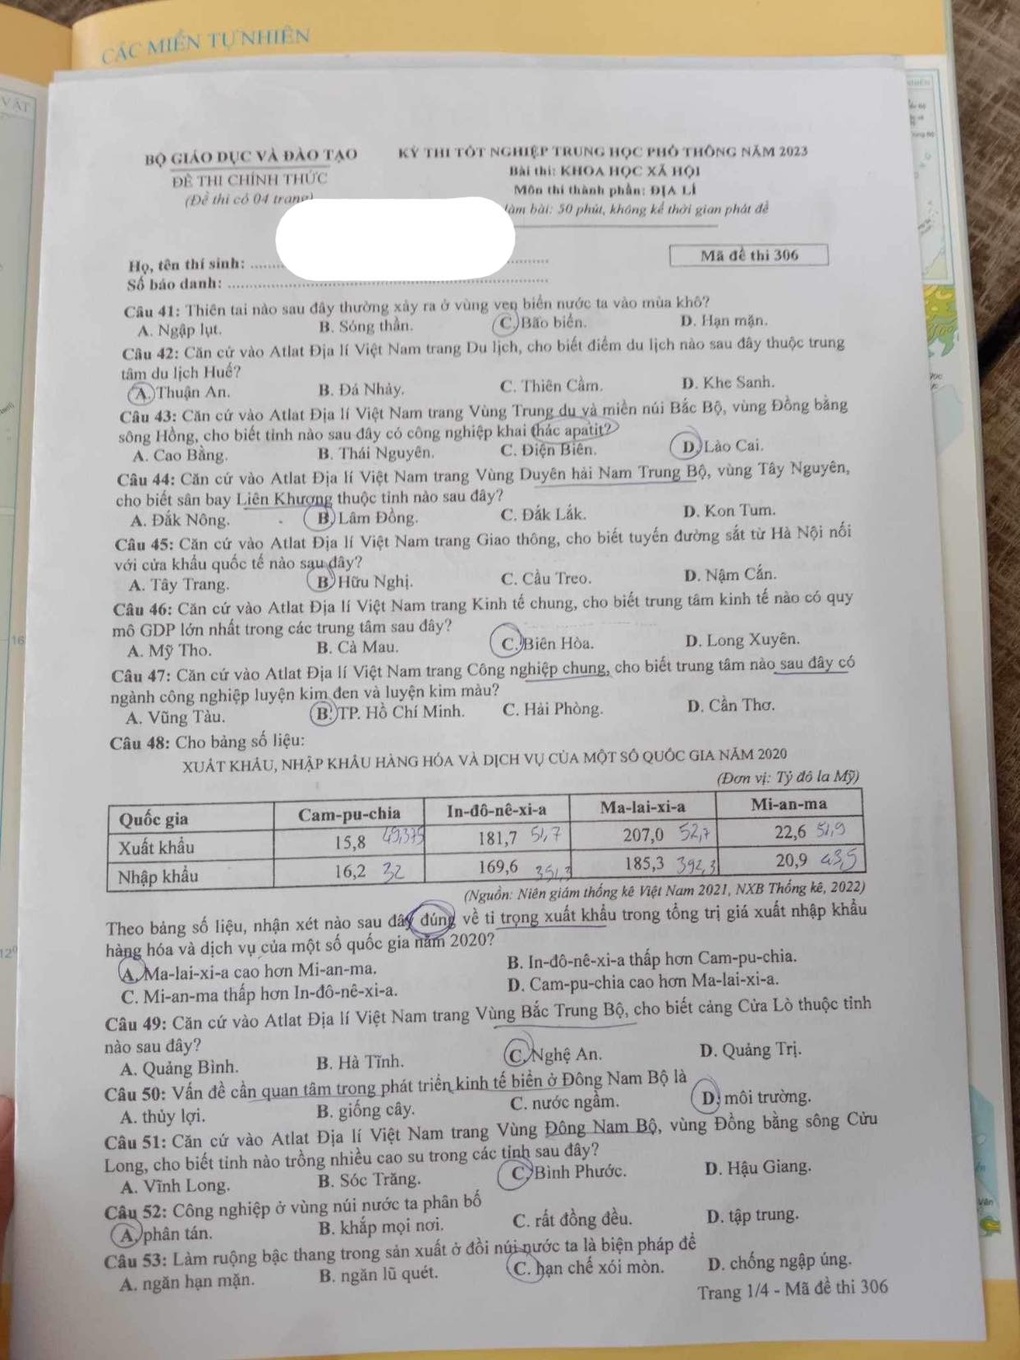 CÁC MIỀN TỰ NHIÊN
VẬT
BỘ GIÁO DỤC VÀ ĐÀO TẠO
ĐỀ THI CHÍNH THỨC
(Đề thi có 04 trang)
KỲ THI TỐT NGHIỆP TRUNG HỌC PHỔ THÔNG NĂM 2023
Bài thi: KHOA HỌC XÃ HỘI
Môn thi thành phần: ĐỊA LÍ
làm bài: 50 phút, không kể thời gian phát đề
Họ, tên thí sinh:
Số báo danh:
Mã đề thi 306
Câu 41: Thiên tai nào sau đây thường xảy ra ở vùng ven biển nước ta vào mùa khô?
A. Ngập lụt. B. Sóng thần. C. Bão biển. D. Hạn mặn.
Câu 42: Căn cứ vào Atlat Địa lí Việt Nam trang Du lịch, cho biết điểm du lịch nào sau đây thuộc trung
tâm du lịch Huế?
A. Thuận An. B. Đá Nhảy. C. Thiên Cầm. D. Khe Sanh.
Câu 43: Căn cứ vào Atlat Địa lí Việt Nam trang Vùng Trung du và miền núi Bắc Bộ, vùng Đồng bằng
sông Hồng, cho biết tỉnh nào sau đây có công nghiệp khai thác apatit?
A. Cao Bằng. B. Thái Nguyên. C. Điện Biên. D. Lào Cai.
Câu 44: Căn cứ vào Atlat Địa lí Việt Nam trang Vùng Duyên hải Nam Trung Bộ, vùng Tây Nguyên,
cho biết sân bay Liên Khương thuộc tỉnh nào sau đây?
A. Đắk Nông. B. Lâm Đồng. C. Đắk Lắk. D. Kon Tum.
Câu 45: Căn cứ vào Atlat Địa lí Việt Nam trang Giao thông, cho biết tuyến đường sắt từ Hà Nội nối
với cửa khẩu quốc tế nào sau đây?
A. Tây Trang. B. Hữu Nghị. C. Cầu Treo. D. Nậm Cắn.
Câu 46: Căn cứ vào Atlat Địa lí Việt Nam trang Kinh tế chung, cho biết trung tâm kinh tế nào có quy
mô GDP lớn nhất trong các trung tâm sau đây?
A. Mỹ Tho. B. Cà Mau. C. Biên Hòa. D. Long Xuyên.
Câu 47: Căn cứ vào Atlat Địa lí Việt Nam trang Công nghiệp chung, cho biết trung tâm nào sau đây có
ngành công nghiệp luyện kim đen và luyện kim màu?
A. Vũng Tàu. B. TP. Hồ Chí Minh. C. Hải Phòng. D. Cần Thơ.
Câu 48: Cho bảng số liệu:
XUẤT KHẨU, NHẬP KHẨU HÀNG HÓA VÀ DỊCH VỤ CỦA MỘT SỐ QUỐC GIA NĂM 2020
(Đơn vị: Tỷ đô la Mỹ)
Quốc gia Cam-pu-chia In-đô-nê-xi-a Ma-lai-xi-a Mi-an-ma
Xuất khẩu 15,8 49,375 181,7 51,7 207,0 52,7 22,6 51,9
Nhập khẩu 16,2 32 169,6 351,3 185,3 392,3 20,9 43,5
(Nguồn: Niên giám thống kê Việt Nam 2021, NXB Thống kê, 2022)
Theo bảng số liệu, nhận xét nào sau đây đúng về tỉ trọng xuất khẩu trong tổng trị giá xuất nhập khẩu
hàng hóa và dịch vụ của một số quốc gia năm 2020?
A. Ma-lai-xi-a cao hơn Mi-an-ma. B. In-đô-nê-xi-a thấp hơn Cam-pu-chia.
C. Mi-an-ma thấp hơn In-đô-nê-xi-a. D. Cam-pu-chia cao hơn Ma-lai-xi-a.
Câu 49: Căn cứ vào Atlat Địa lí Việt Nam trang Vùng Bắc Trung Bộ, cho biết cảng Cửa Lò thuộc tỉnh
nào sau đây?
A. Quảng Bình. B. Hà Tĩnh. C. Nghệ An. D. Quảng Trị.
Câu 50: Vấn đề cần quan tâm trong phát triển kinh tế biển ở Đông Nam Bộ là
A. thủy lợi. B. giống cây. C. nước ngầm. D. môi trường.
Câu 51: Căn cứ vào Atlat Địa lí Việt Nam trang Vùng Đông Nam Bộ, vùng Đồng bằng sông Cửu
Long, cho biết tỉnh nào trồng nhiều cao su trong các tỉnh sau đây?
A. Vĩnh Long. B. Sóc Trăng. C. Bình Phước. D. Hậu Giang.
Câu 52: Công nghiệp ở vùng núi nước ta phân bố
A. phân tán. B. khắp mọi nơi. C. rất đồng đều. D. tập trung.
Câu 53: Làm ruộng bậc thang trong sản xuất ở đồi núi nước ta là biện pháp để
A. ngăn hạn mặn. B. ngăn lũ quét. C. hạn chế xói mòn. D. chống ngập úng.
Trang 1/4 - Mã đề thi 306